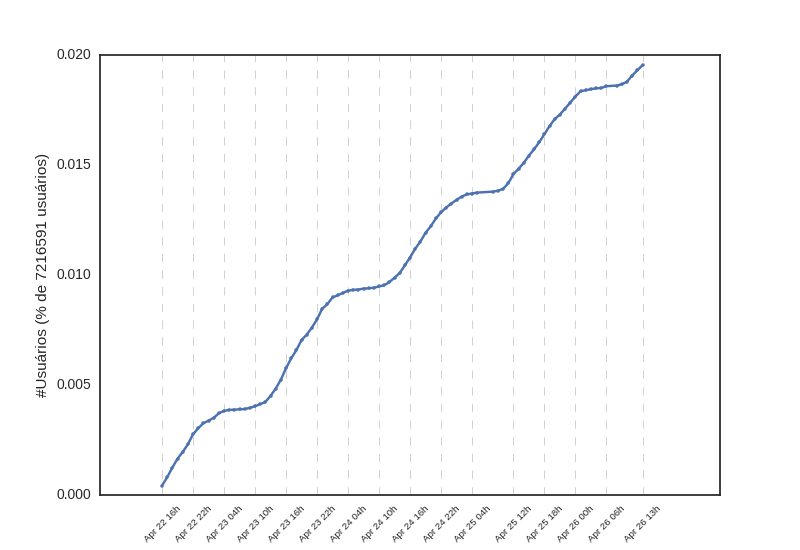 0.020
0.015
0.010
0.005
0.000
#Usuários (% de 7216591 usuários)
Apr 22 16h
Apr 22 22h
Apr 23 04h
Apr 23 10h
Apr 23 16h
Apr 23 22h
Apr 24 04h
Apr 24 10h
Apr 24 16h
Apr 24 22h
Apr 25 04h
Apr 25 12h
Apr 25 18h
Apr 26 00h
Apr 26 06h
Apr 26 13h